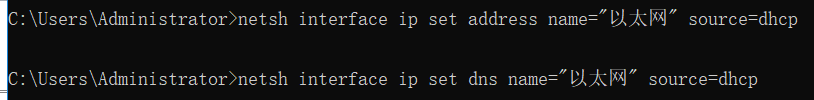 C:\Users\Administrator>netsh interface ip set address name="以太网" source=dhcp
C:\Users\Administrator>netsh interface ip set dns name="以太网" source=dhcp